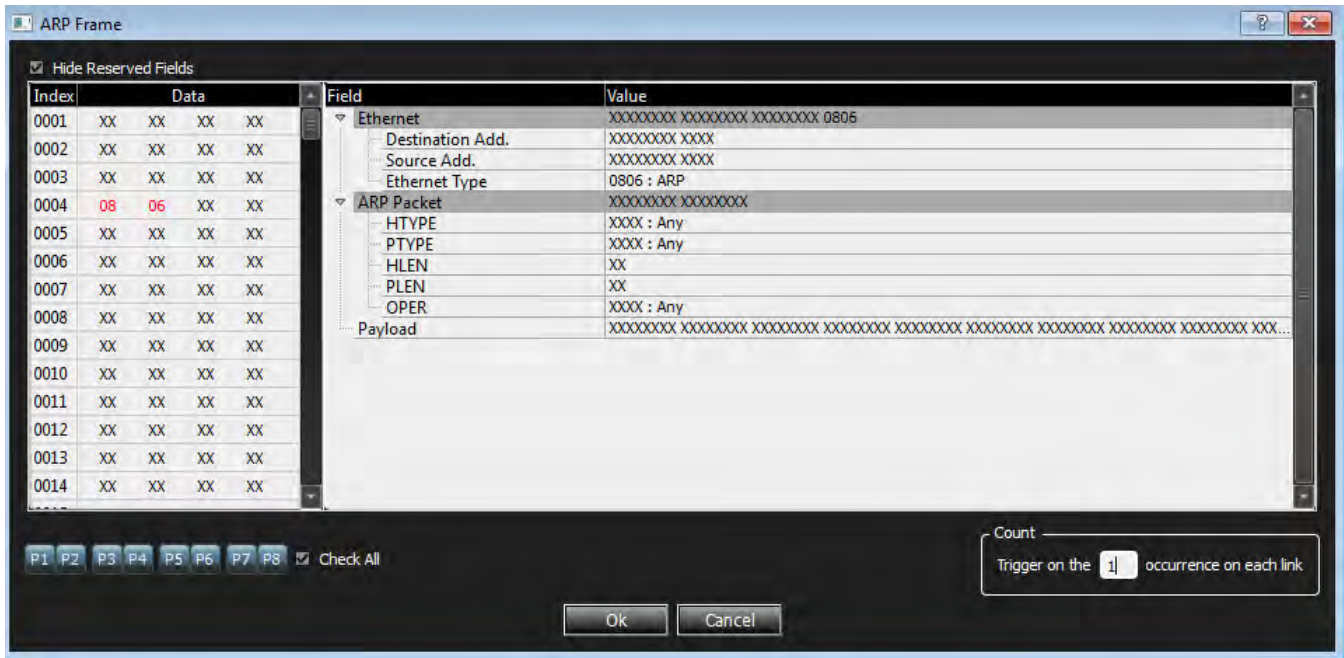 ARP Frame
Hide Reserved Fields
Index Data Field Value
0001 XX XX XX XX Ethernet XXXXXXXX XXXXXXXX XXXXXXXX 0806
0002 XX XX XX XX Destination Add. XXXXXXXX XXXX
0003 XX XX XX XX Source Add. XXXXXXXX XXXX
Ethernet Type 0806 : ARP
0004 08 06 XX XX ARP Packet XXXXXXXX XXXXXXXX
0005 XX XX XX XX HTYPE XXXX : Any
PTYPE XXXX : Any
0006 XX XX XX XX HLEN XX
0007 XX XX XX XX PLEN XX
0008 XX XX XX XX OPER XXXX : Any
Payload XXXXXXXX XXXXXXXX XXXXXXXX XXXXXXXX XXXXXXXX XXXXXXXX XXXXXXXX XXXXXXXX XXXXXXXX XXX...
0009 XX XX XX XX
0010 XX XX XX XX
0011 XX XX XX XX
0012 XX XX XX XX
0013 XX XX XX XX
0014 XX XX XX XX
Count
P1 P2 P3 P4 P5 P6 P7 P8 Check All
Trigger on the 1 occurrence on each link
Ok Cancel